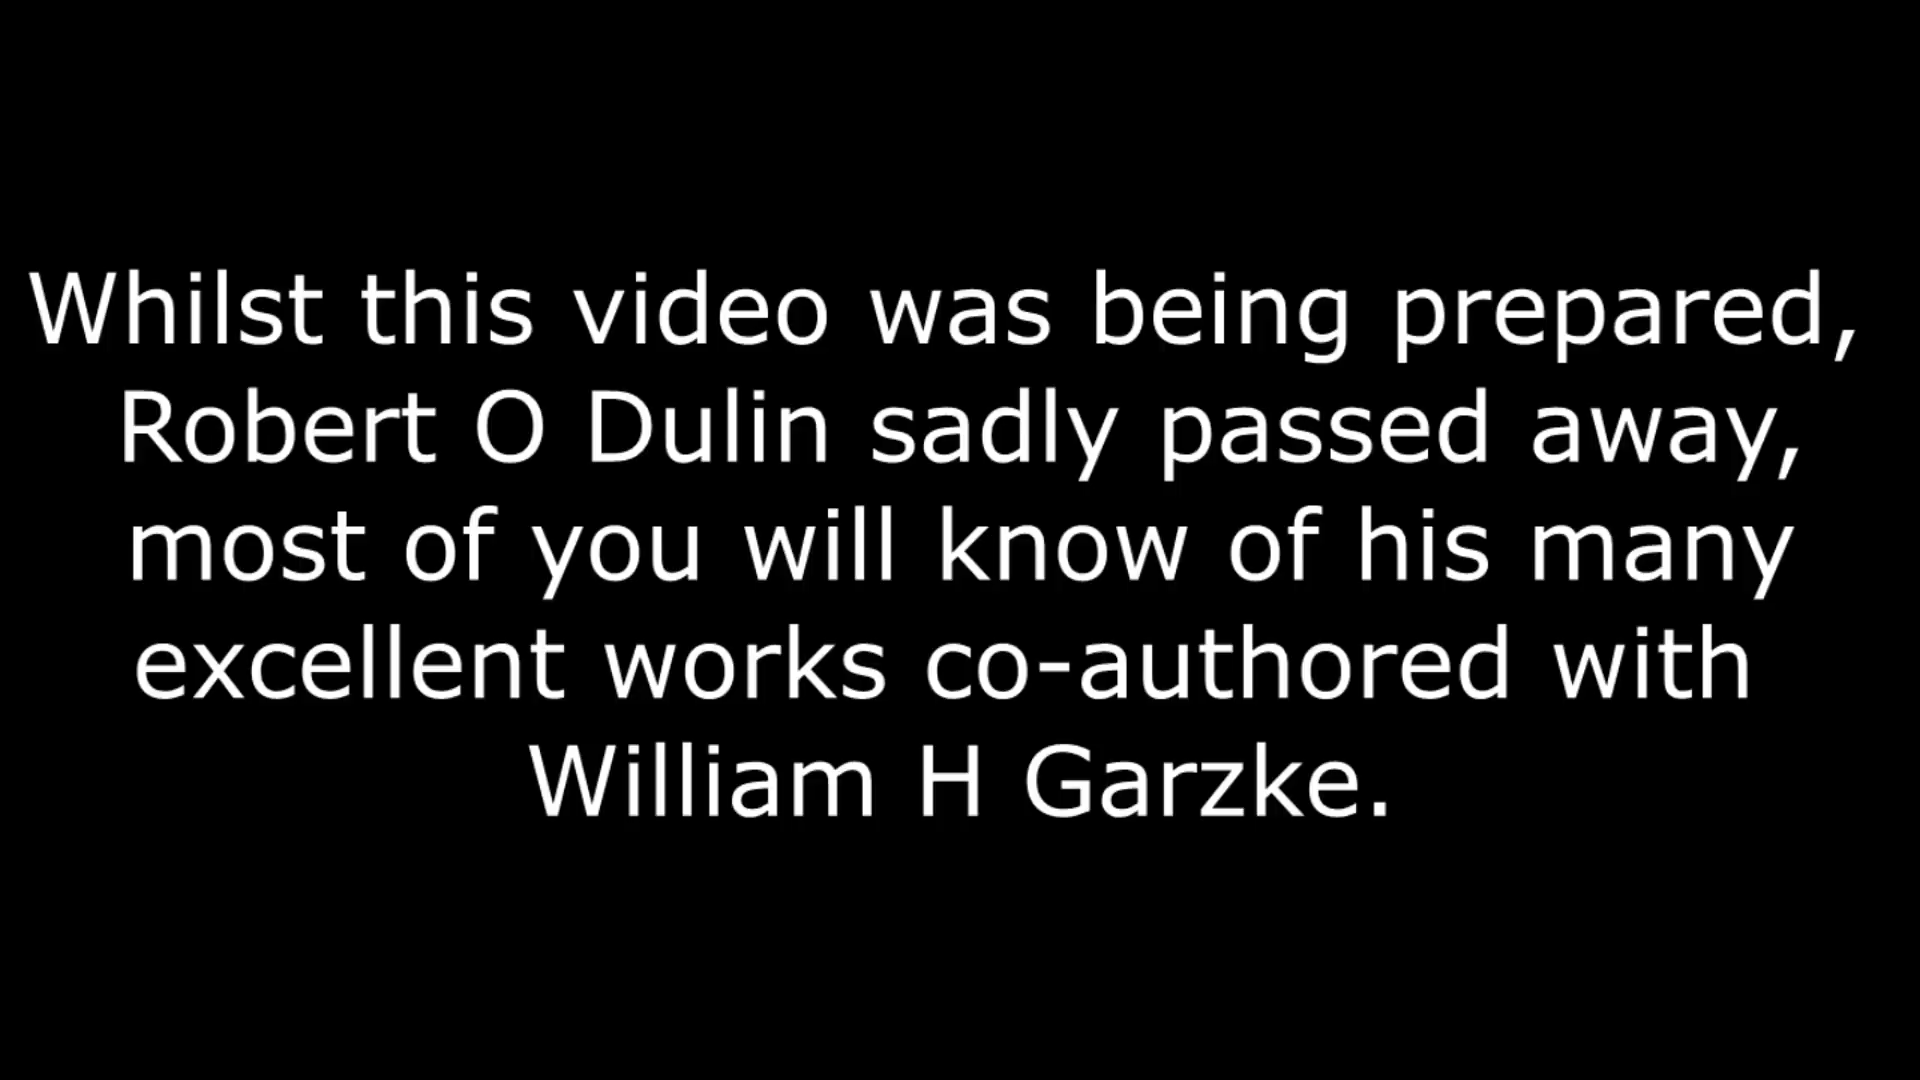 Whilst this video was being prepared,
Robert O Dulin sadly passed away,
most of you will know of his many
excellent works co-authored with
William H Garzke.